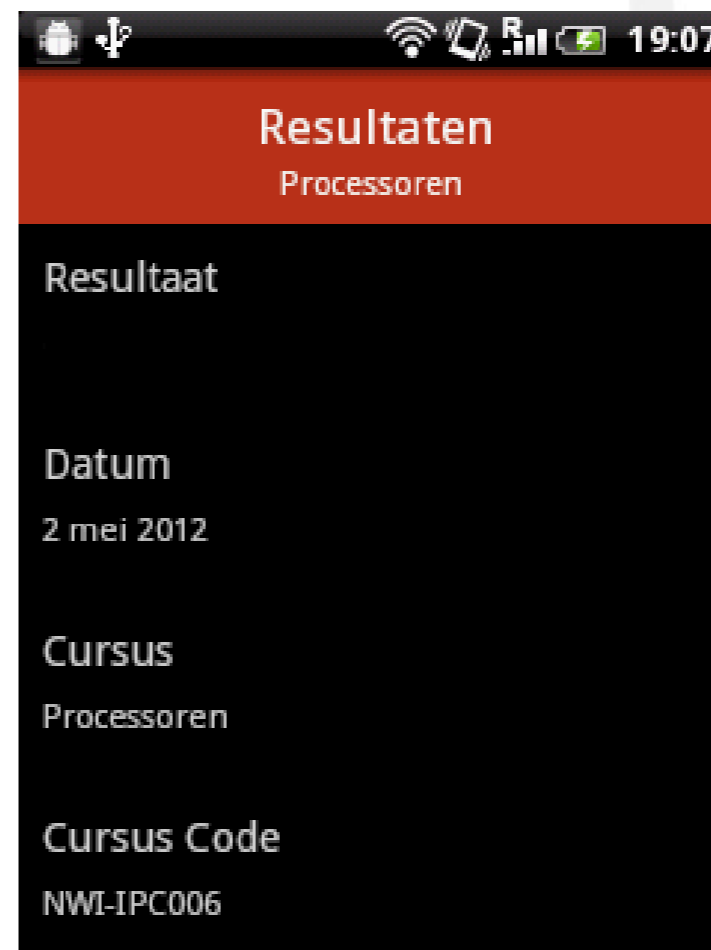 R 19:07
Resultaten
Processoren
Resultaat
Datum
2 mei 2012
Cursus
Processoren
Cursus Code
NWI-IPC006